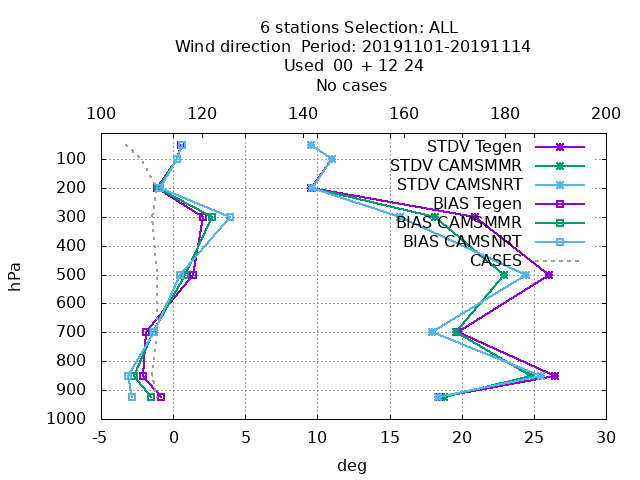 6 stations Selection: ALL
Wind direction  Period: 20191101-20191114
Used  00 + 12 24
No cases
100 120 140 160 180 200
STDV Tegen
STDV CAMSMMR
STDV CAMSNRT
BIAS Tegen
BIAS CAMSMMR
BIAS CAMSNRT
CASES
100
200
300
400
500
600
700
800
900
1000
hPa
-5 0 5 10 15 20 25 30
deg